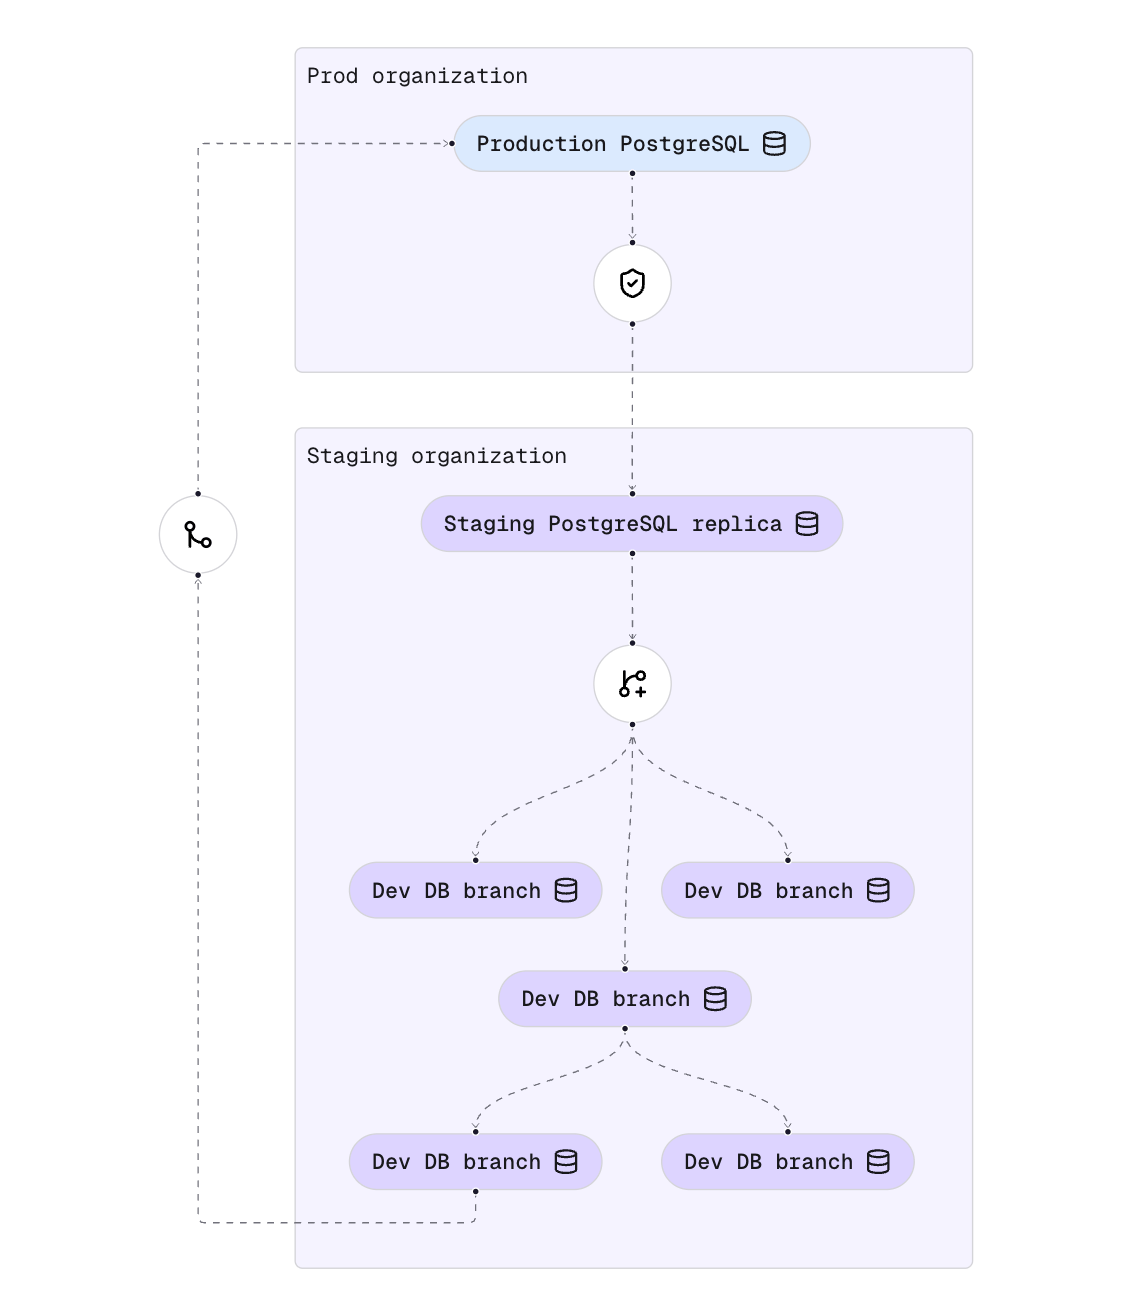 Prod organization
Production PostgreSQL
Staging organization
Staging PostgreSQL replica
Dev DB branch
Dev DB branch
Dev DB branch
Dev DB branch
Dev DB branch